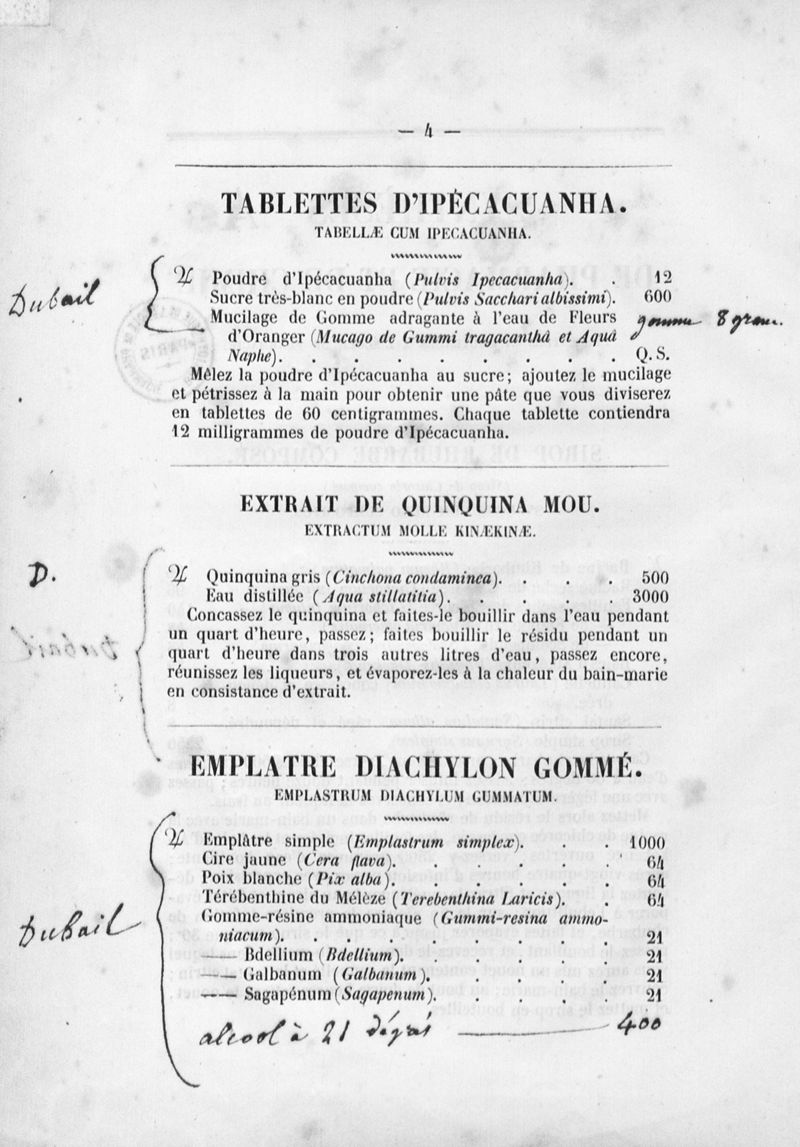 — 4 —
TABLETTES D'IPÉCACUANHA.
TABELLÆ CUM IPECACUANHA.
Dubail
♃ Poudre d'Ipécacuanha (Pulvis Ipecacuanha). . 12
Sucre très-blanc en poudre (Pulvis Sacchari albissimi). 600
Mucilage de Gomme adragante à l'eau de Fleurs gomme 8 gram.
d'Oranger (Mucago de Gummi tragacanthâ et Aquâ
Naphe). . . . . . . . . Q. S.
Mêlez la poudre d'Ipécacuanha au sucre; ajoutez le mucilage
et pétrissez à la main pour obtenir une pâte que vous diviserez
en tablettes de 60 centigrammes. Chaque tablette contiendra
12 milligrammes de poudre d'Ipécacuanha.
EXTRAIT DE QUINQUINA MOU.
EXTRACTUM MOLLE KINÆKINÆ.
D.
♃ Quinquina gris (Cinchona condaminea). . . . 500
Eau distillée (Aqua stillatitia). . . . . 3000
Concassez le quinquina et faites-le bouillir dans l'eau pendant
un quart d'heure, passez; faites bouillir le résidu pendant un
quart d'heure dans trois autres litres d'eau, passez encore,
réunissez les liqueurs, et évaporez-les à la chaleur du bain-marie
en consistance d'extrait.
EMPLATRE DIACHYLON GOMMÉ.
EMPLASTRUM DIACHYLUM GUMMATUM.
♃ Emplâtre simple (Emplastrum simplex). . . 1000
Cire jaune (Cera flava). . . . . . 64
Poix blanche (Pix alba). . . . . . 64
Térébenthine du Mélèze (Terebenthina Laricis). . 64
Gomme-résine ammoniaque (Gummi-resina ammo-
Dubail
niacum). . . . . . . . . 21
—— Bdellium (Bdellium). . . . . . 21
—— Galbanum (Galbanum). . . . . 21
—— Sagapénum (Sagapenum). . . . . 21
alcool à 21 dégrés —— 400